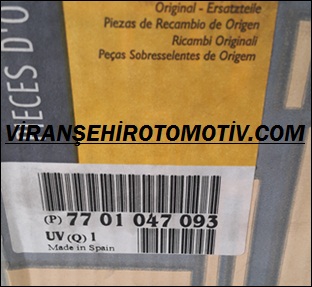 Original - Ersatzteile
Piezas de Recambio de Origen
Ricambi Originali
Peças Sobresselentes de Origem
PIECES D'O
VİRANŞEHİROTOMOTİV.COM
(P) 77 01 047 093
UV (Q) 1
Made in Spain